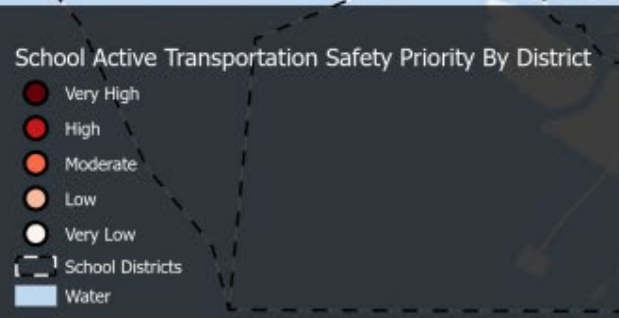 School Active Transportation Safety Priority By District
Very High
High
Moderate
Low
Very Low
School Districts
Water